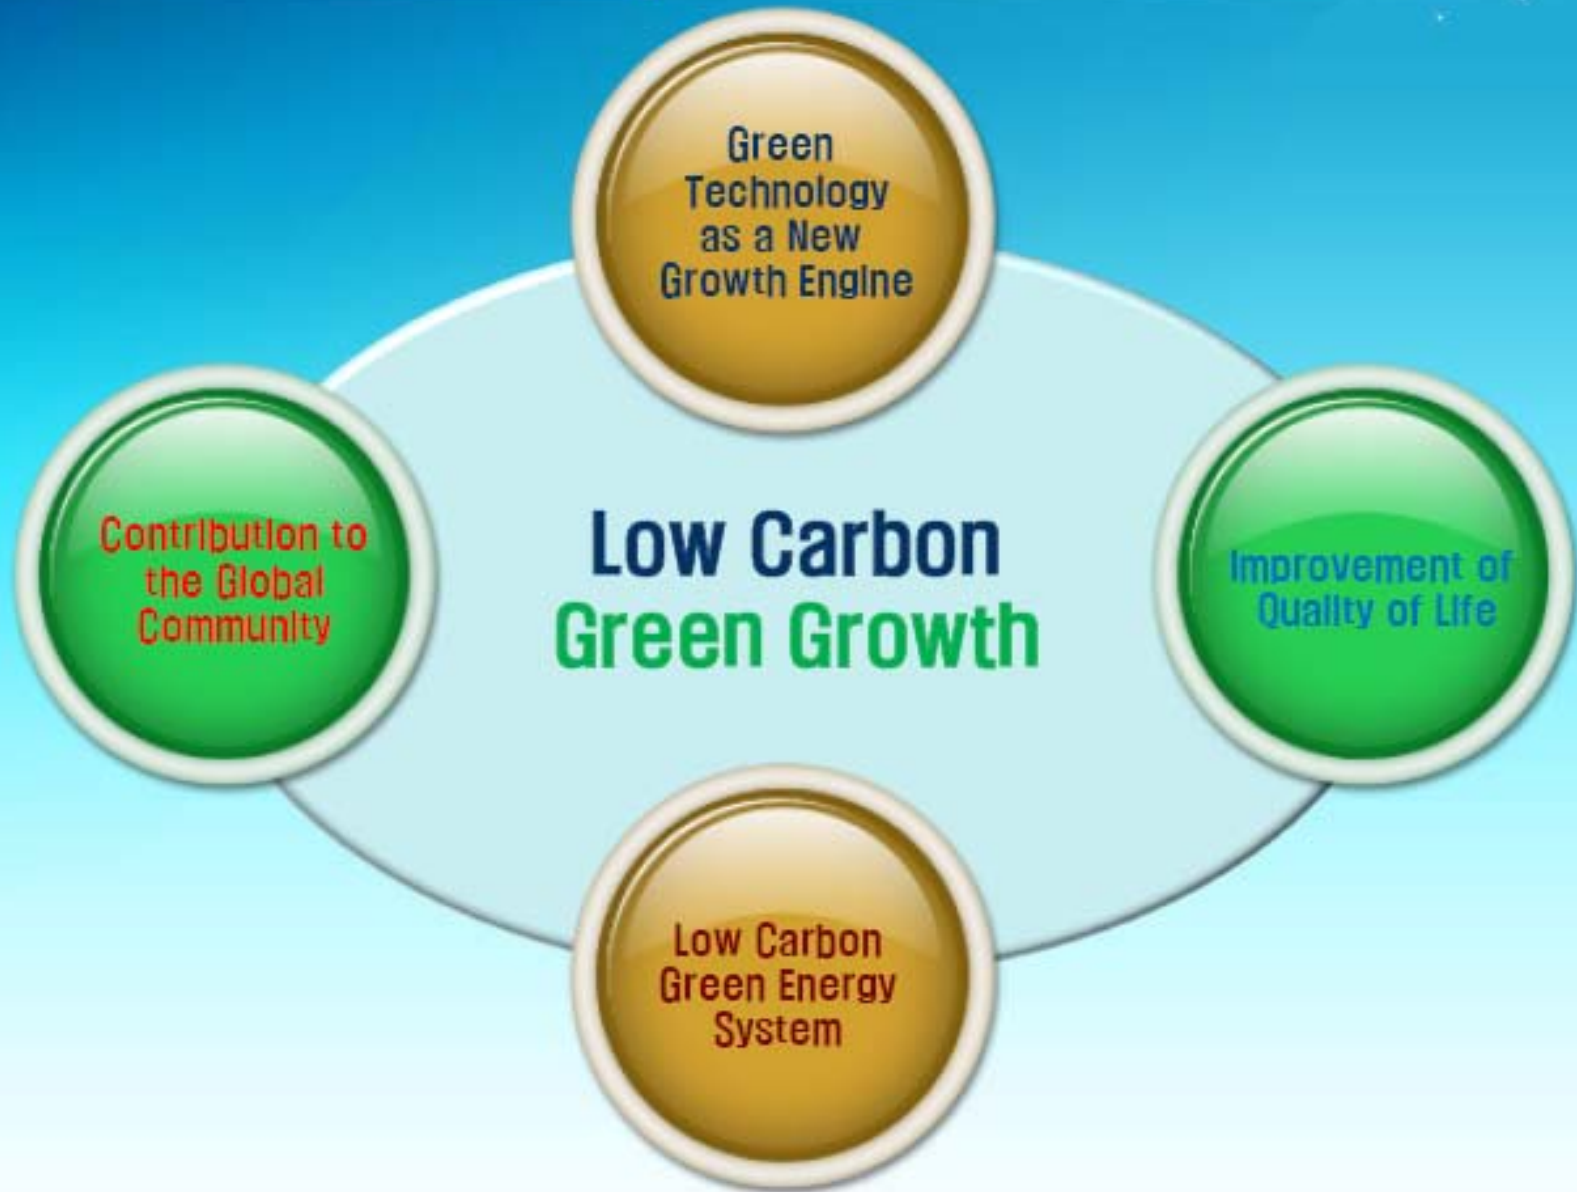 Green
Technology
as a New
Growth Engine
Contribution to
the Global
Community
Low Carbon
Green Growth
Improvement of
Quality of Life
Low Carbon
Green Energy
System